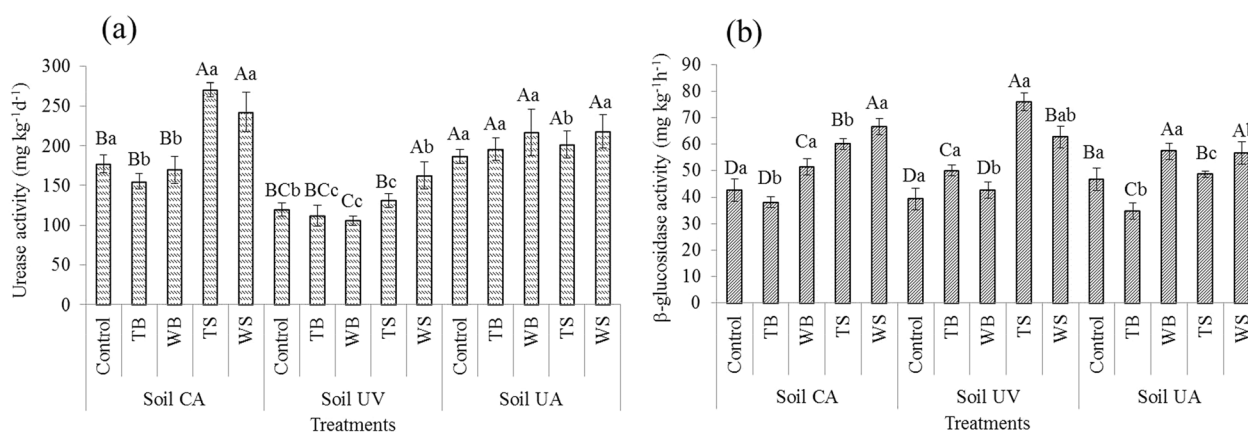 (a)
Urease activity (mg kg⁻¹d⁻¹)
300
250
200
150
100
50
0
Ba
Bb
Bb
Aa
Aa
BCb
BCc
Cc
Bc
Ab
Aa
Aa
Aa
Ab
Aa
Control
TB
WB
TS
WS
Control
TB
WB
TS
WS
Control
TB
WB
TS
WS
Soil CA
Soil UV
Soil UA
Treatments
(b)
β-glucosidase activity (mg kg⁻¹h⁻¹)
90
80
70
60
50
40
30
20
10
0
Da
Db
Ca
Bb
Aa
Da
Ca
Db
Aa
Bab
Ba
Cb
Aa
Bc
Control
TB
WB
TS
WS
Control
TB
WB
TS
WS
Control
TB
WB
TS
WS
Soil CA
Soil UV
Soil UA
Treatments